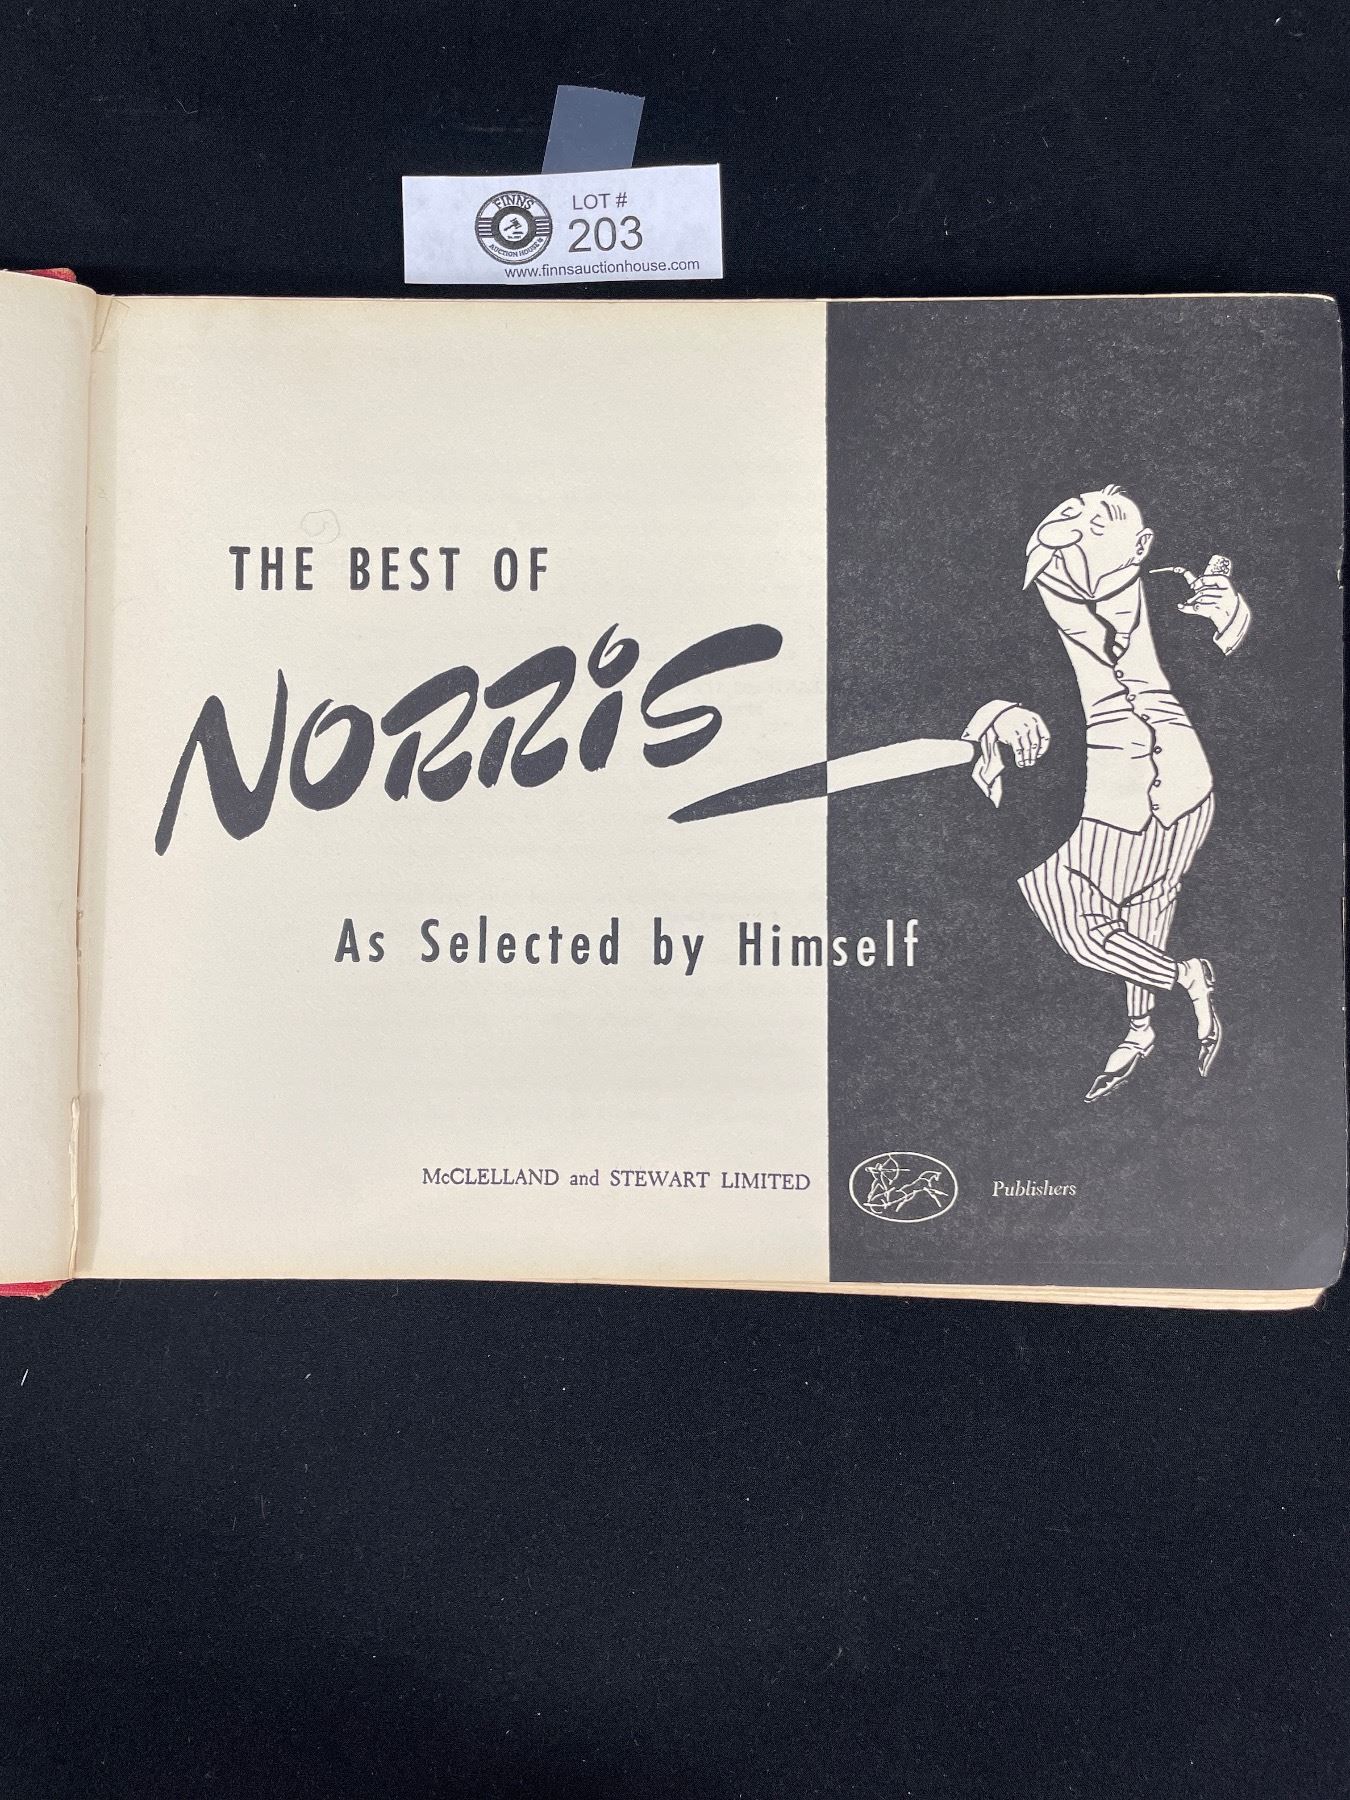 FINNS
AUCTION HOUSE
LOT #
203
www.finnsauctionhouse.com
THE BEST OF
NORRiS
As Selected by Himself
McCLELLAND and STEWART LIMITED Publishers